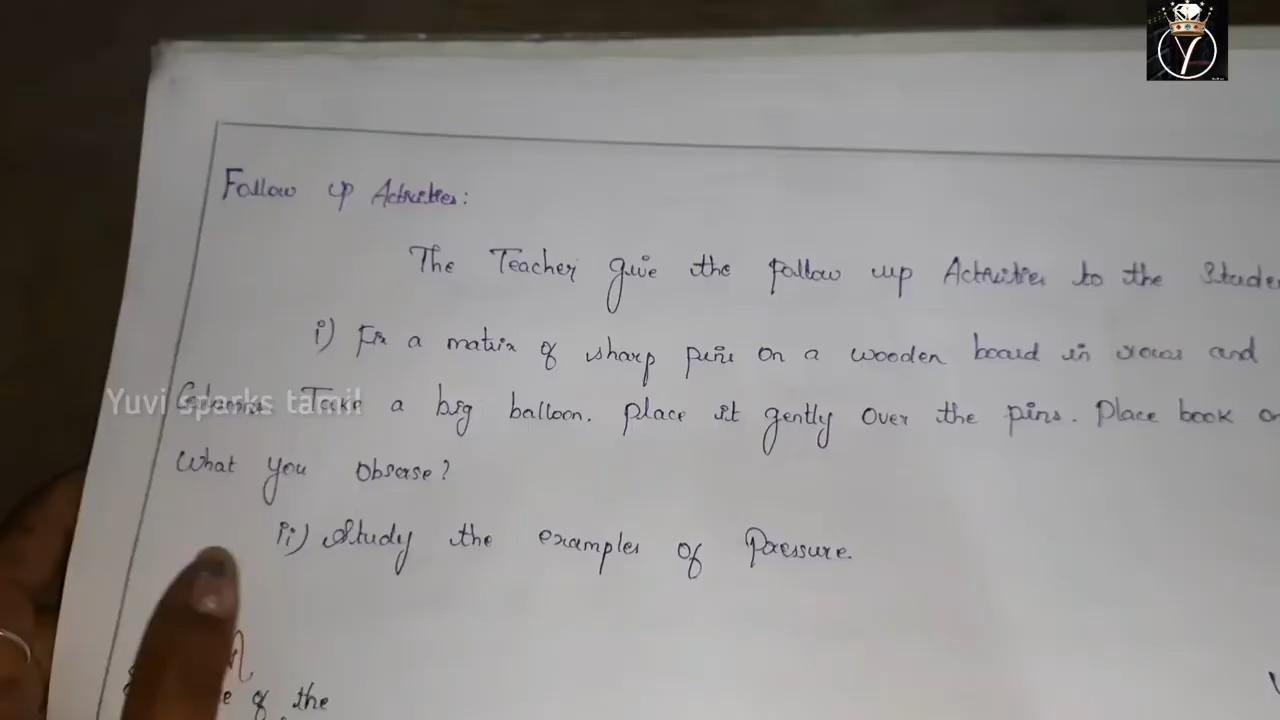 Follow up Activities:
The Teacher give the follow up Activities to the
i) Fix a matrix of sharp pins on a wooden board in rows and
Columns. Take a big balloon. Place it gently over the pins. Place book
What you observe?
ii) Study the examples of Pressure.
of the
Yuvi sparks tamil
Y